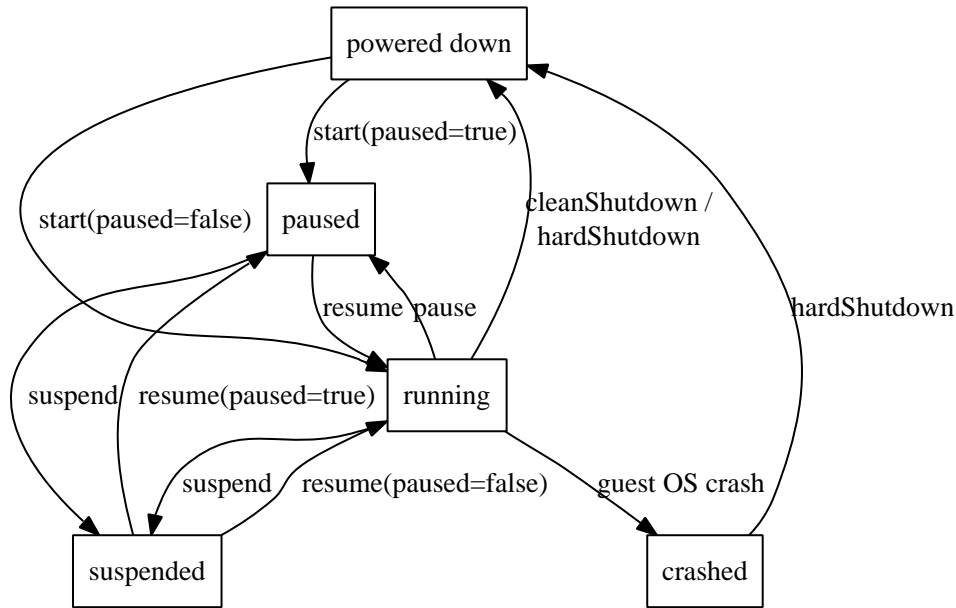 powered down
start(paused=true)
start(paused=false)
cleanShutdown /
hardShutdown
paused
resume
pause
hardShutdown
suspend
resume(paused=true)
running
suspend
resume(paused=false)
guest OS crash
suspended
crashed